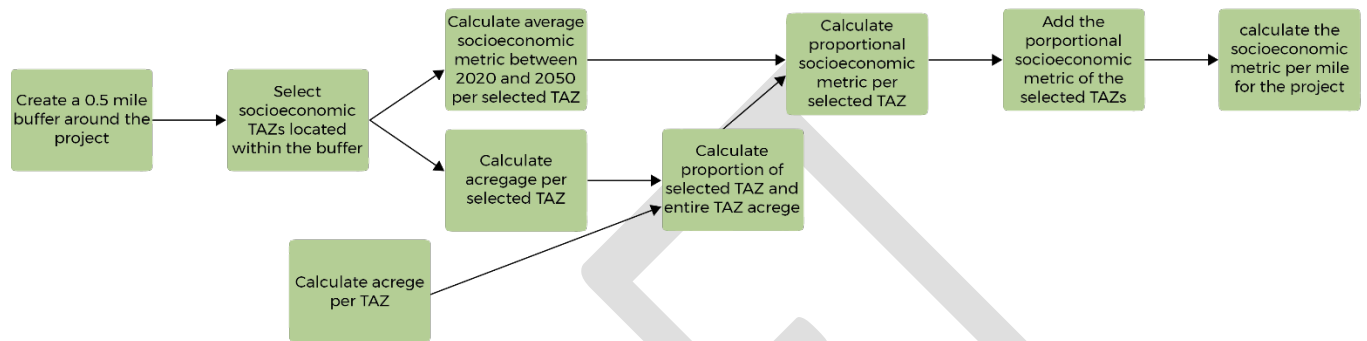 Create a 0.5 mile
buffer around the
project
Select
socioeconomic
TAZs located
within the buffer
Calculate average
socioeconomic
metric between
2020 and 2050
per selected TAZ
Calculate
acregage per
selected TAZ
Calculate acrege
per TAZ
Calculate
proportion of
selected TAZ and
entire TAZ acrege
Calculate
proportional
socioeconomic
metric per
selected TAZ
Add the
porportional
socioeconomic
metric of the
selected TAZs
calculate the
socioeconomic
metric per mile
for the project